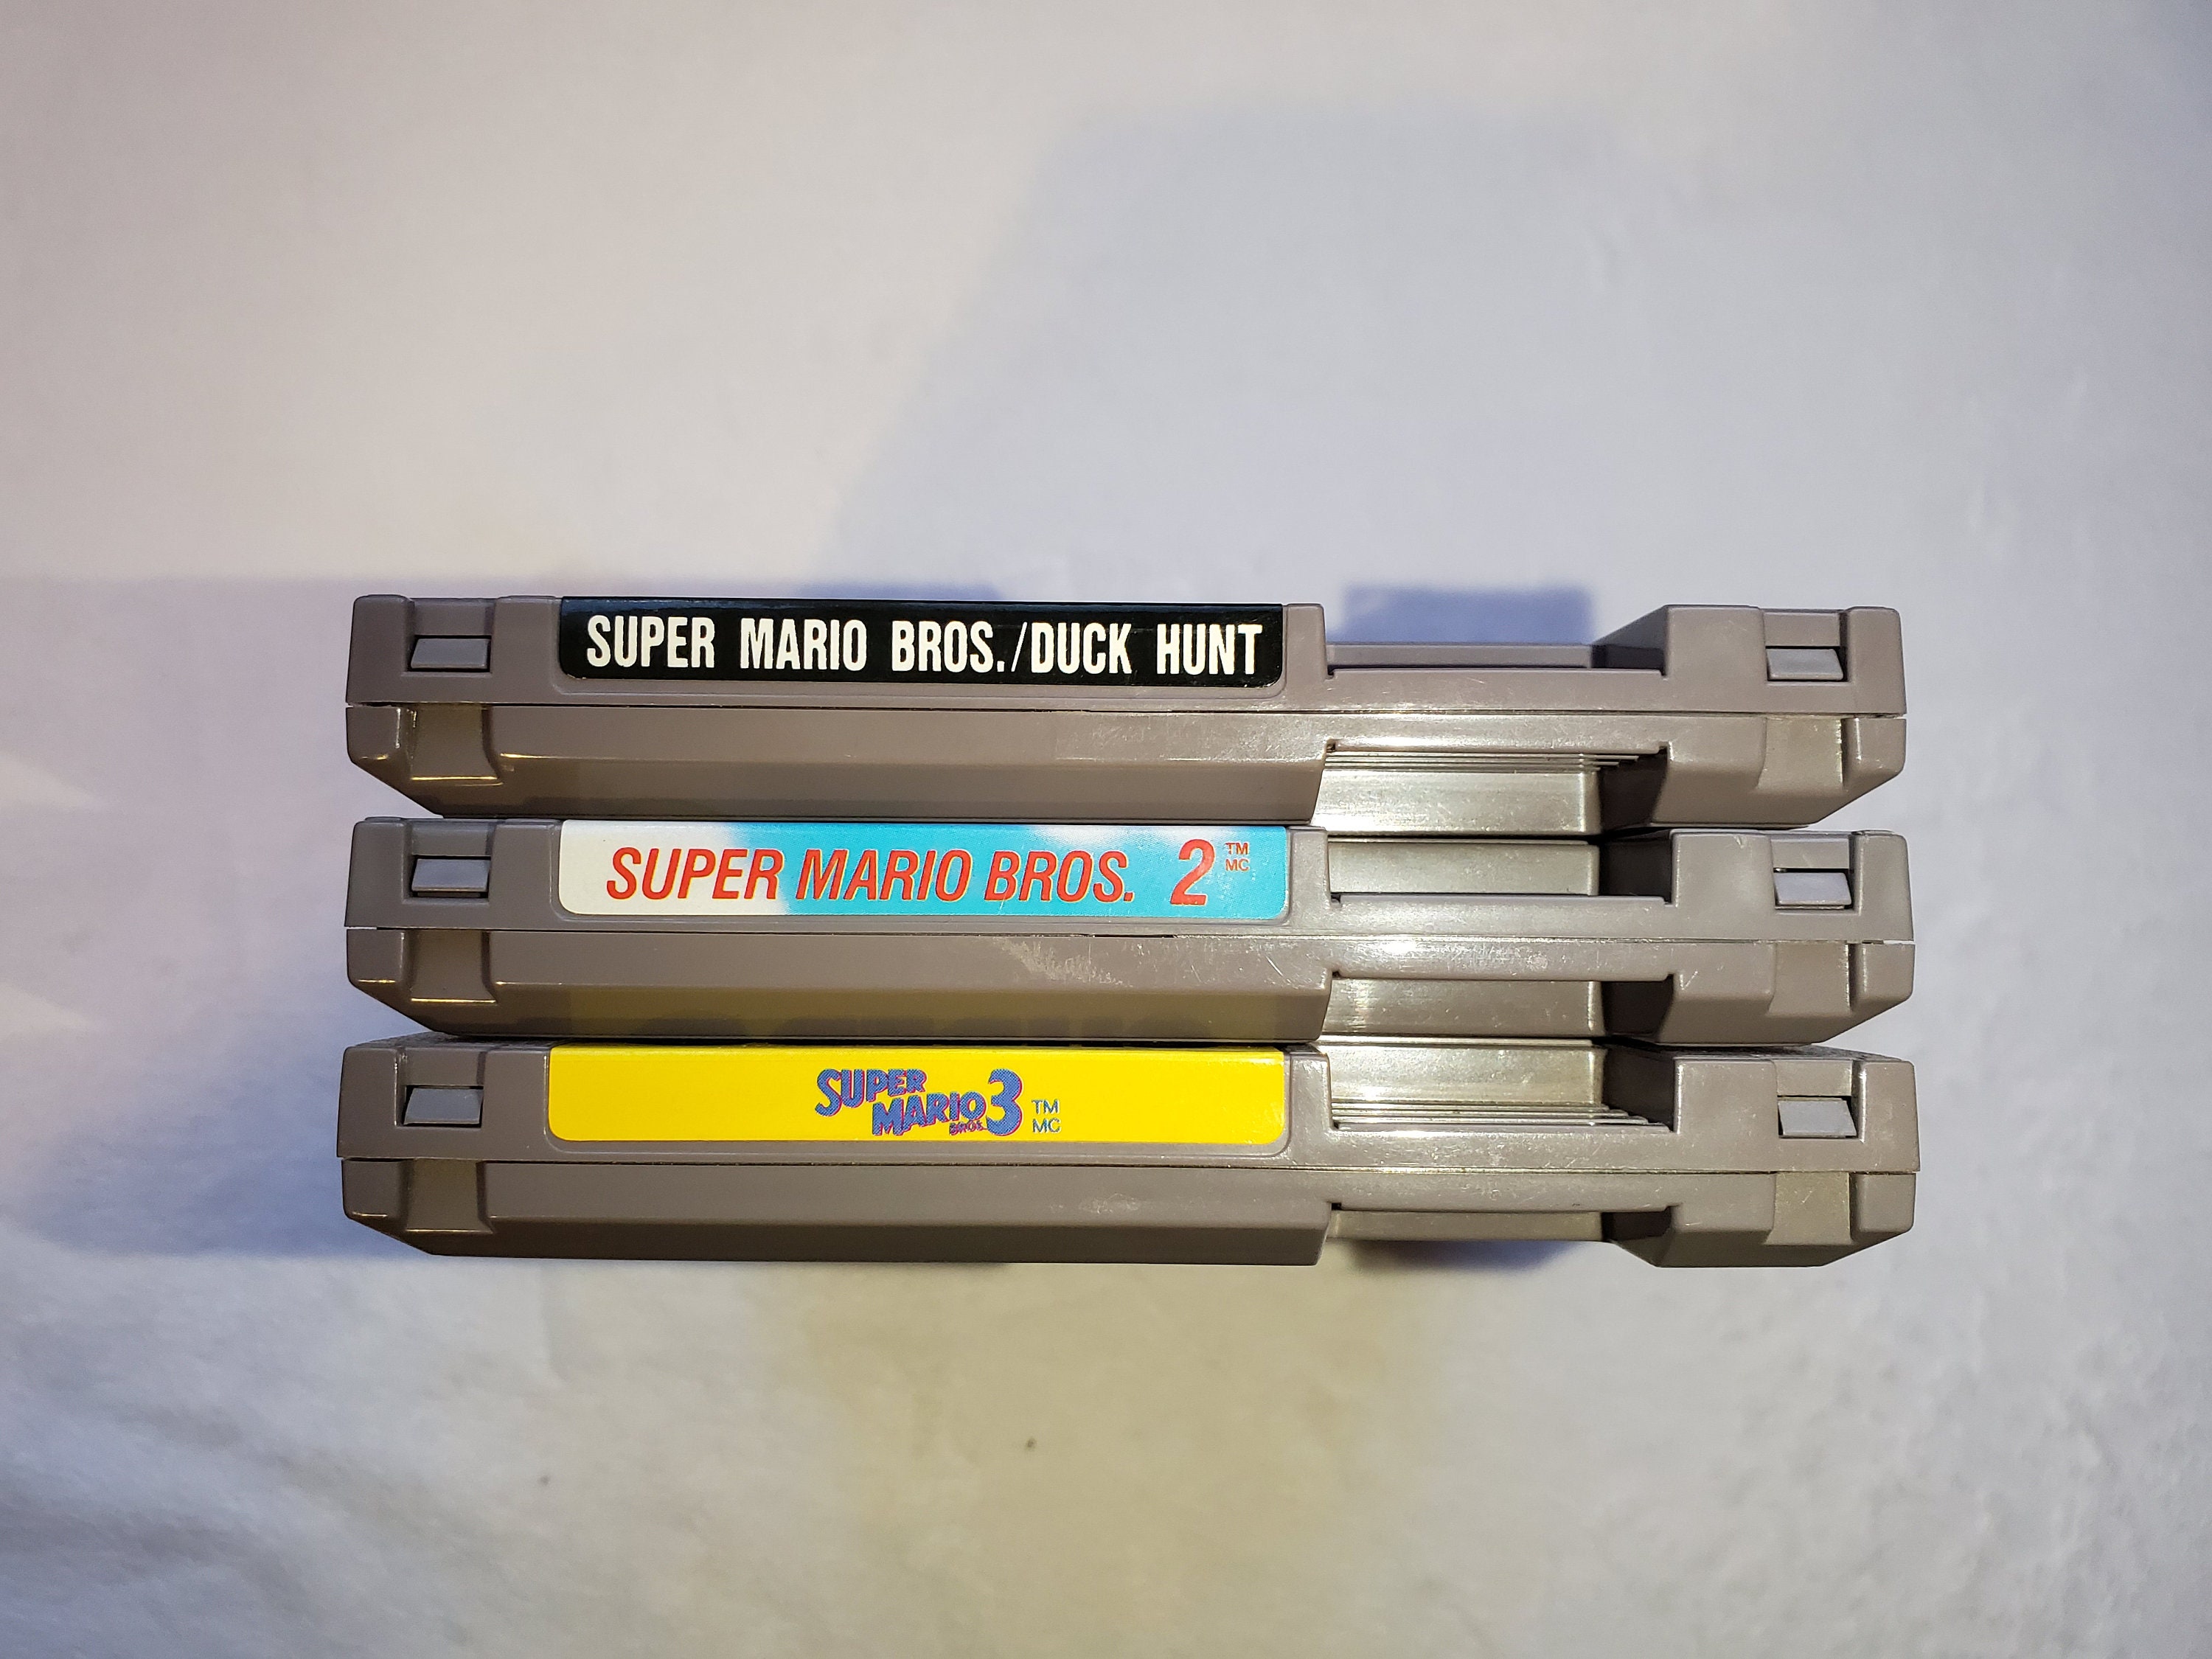 SUPER MARIO BROS./DUCK HUNT
SUPER MARIO BROS. 2 TM MC
SUPER
MARIO 3
BROS. TM MC